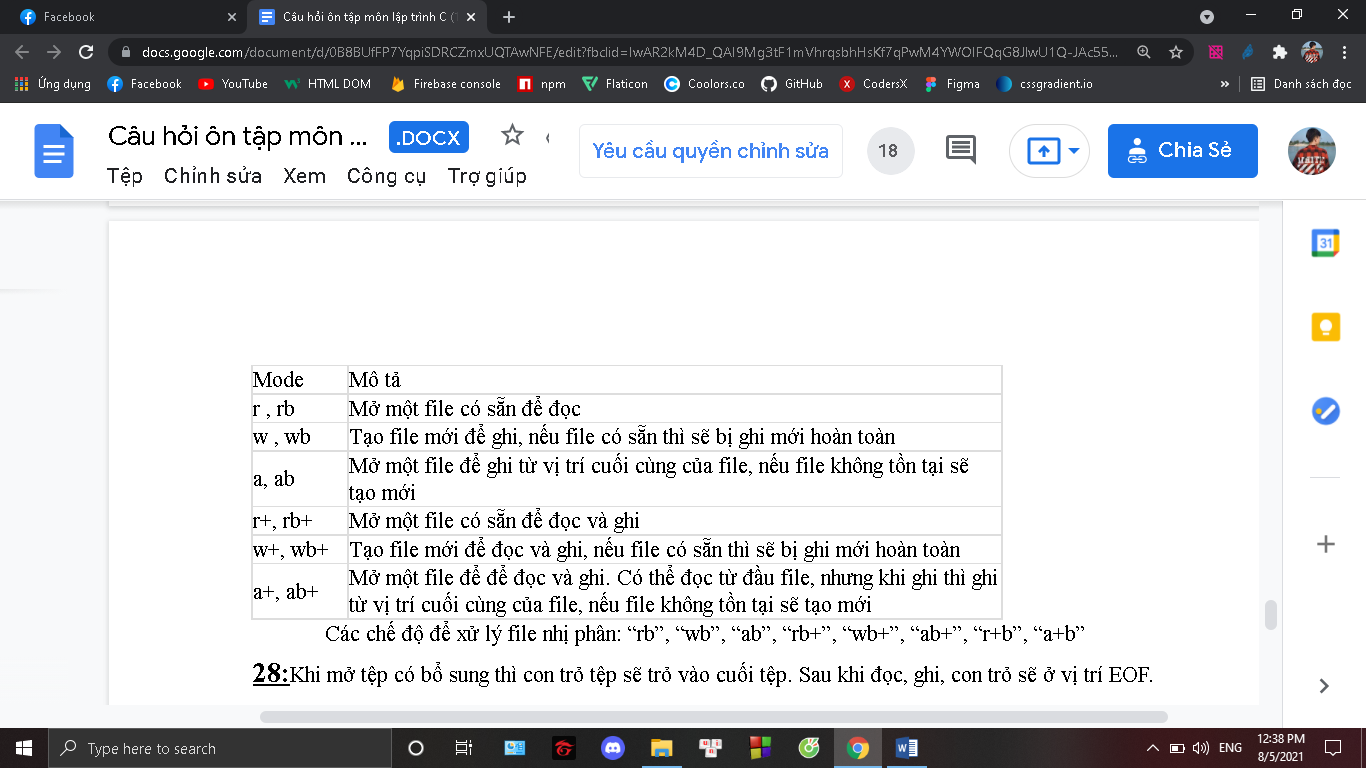 Facebook
Câu hỏi ôn tập môn lập trình C (
docs.google.com/document/d/0B8BUfFP7YqpiSDRCZmxUQTAwNFE/edit?fbclid=IwAR2kM4D_QAI9Mg3tF1mVhrqsbhHsKf7qPwM4YWOIFQqG8JIwU1Q-JAc55...
Ứng dụng Facebook YouTube HTML DOM Firebase console npm Flaticon Coolors.co GitHub CodersX Figma cssgradient.io » Danh sách đọc
Câu hỏi ôn tập môn ... .DOCX
Yêu cầu quyền chỉnh sửa 18 Chia Sẻ
Tệp Chỉnh sửa Xem Công cụ Trợ giúp
31
Mode Mô tả
r , rb Mở một file có sẵn để đọc
w , wb Tạo file mới để ghi, nếu file có sẵn thì sẽ bị ghi mới hoàn toàn
a, ab Mở một file để ghi từ vị trí cuối cùng của file, nếu file không tồn tại sẽ
tạo mới
r+, rb+ Mở một file có sẵn để đọc và ghi
w+, wb+ Tạo file mới để đọc và ghi, nếu file có sẵn thì sẽ bị ghi mới hoàn toàn
a+, ab+ Mở một file để để đọc và ghi. Có thể đọc từ đầu file, nhưng khi ghi thì ghi
từ vị trí cuối cùng của file, nếu file không tồn tại sẽ tạo mới
Các chế độ để xử lý file nhị phân: “rb”, “wb”, “ab”, “rb+”, “wb+”, “ab+”, “r+b”, “a+b”
28:Khi mở tệp có bổ sung thì con trỏ tệp sẽ trỏ vào cuối tệp. Sau khi đọc, ghi, con trỏ sẽ ở vị trí EOF.
Type here to search
ENG
12:38 PM
8/5/2021